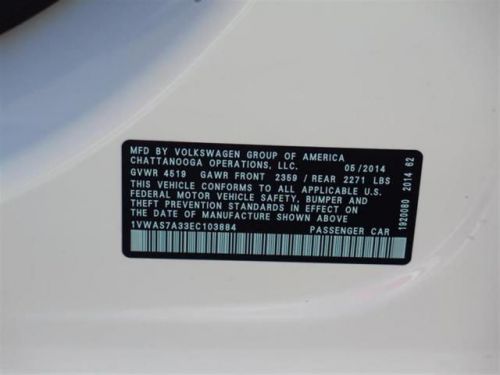 MFD BY VOLKSWAGEN GROUP OF AMERICA
CHATTANOOGA OPERATIONS, LLC. 05/2014
GVWR 4519 GAWR FRONT 2359 / REAR 2271 LBS
THIS VEHICLE CONFORMS TO ALL APPLICABLE U.S.
FEDERAL MOTOR VEHICLE SAFETY, BUMPER AND
THEFT PREVENTION STANDARDS IN EFFECT ON THE
DATE OF MANUFACTURE SHOWN ABOVE
1VWAS7A33EC103884 PASSENGER CAR
1920080 2014 62